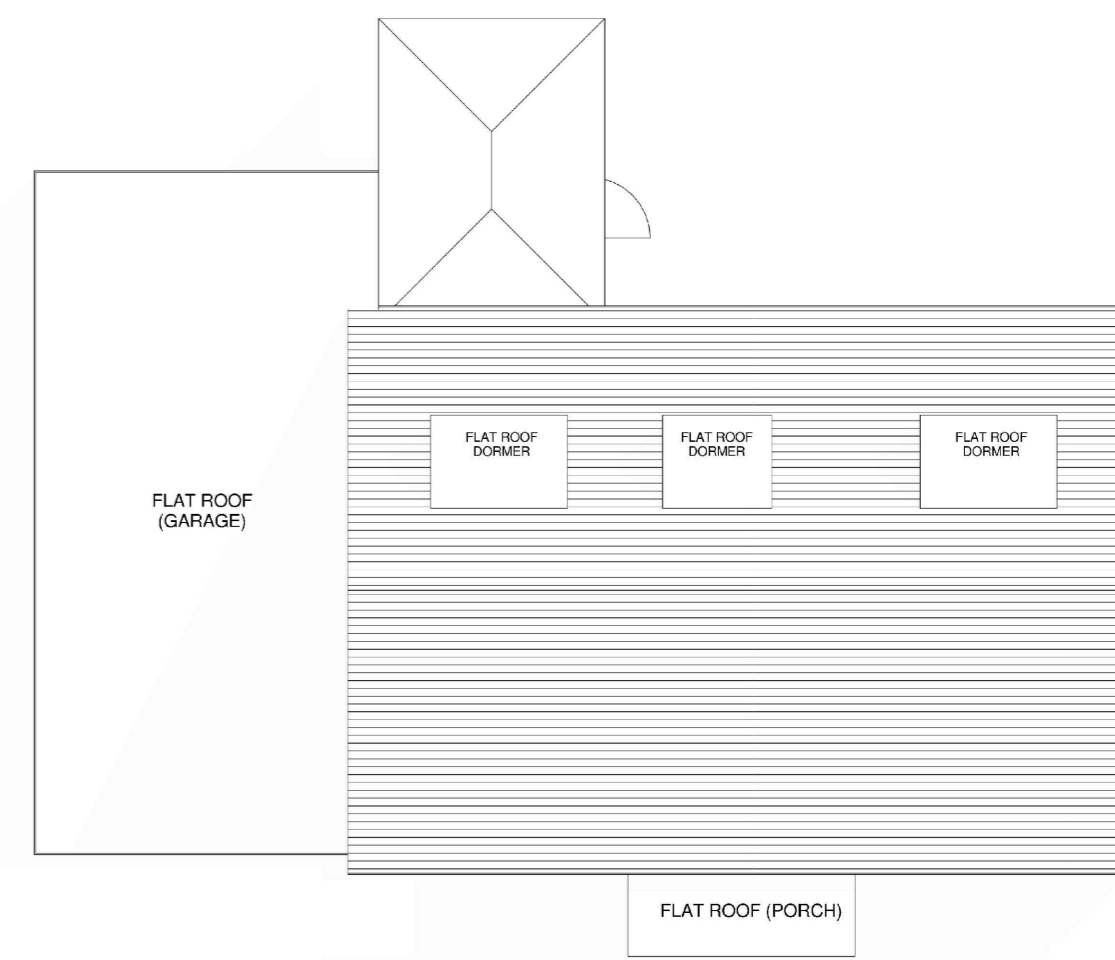 FLAT ROOF
DORMER
FLAT ROOF
DORMER
FLAT ROOF
DORMER
FLAT ROOF
(GARAGE)
FLAT ROOF (PORCH)